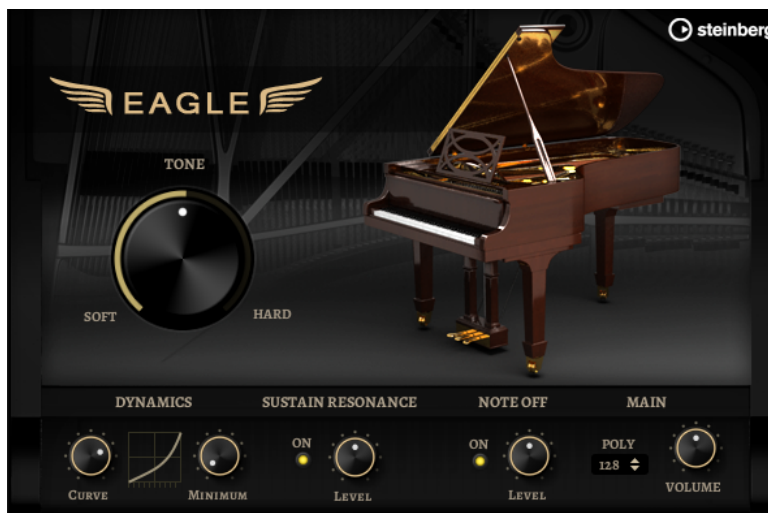 steinberg
EAGLE
TONE
SOFT
HARD
DYNAMICS
SUSTAIN RESONANCE
NOTE OFF
MAIN
ON
ON
POLY
128
CURVE
MINIMUM
LEVEL
LEVEL
VOLUME